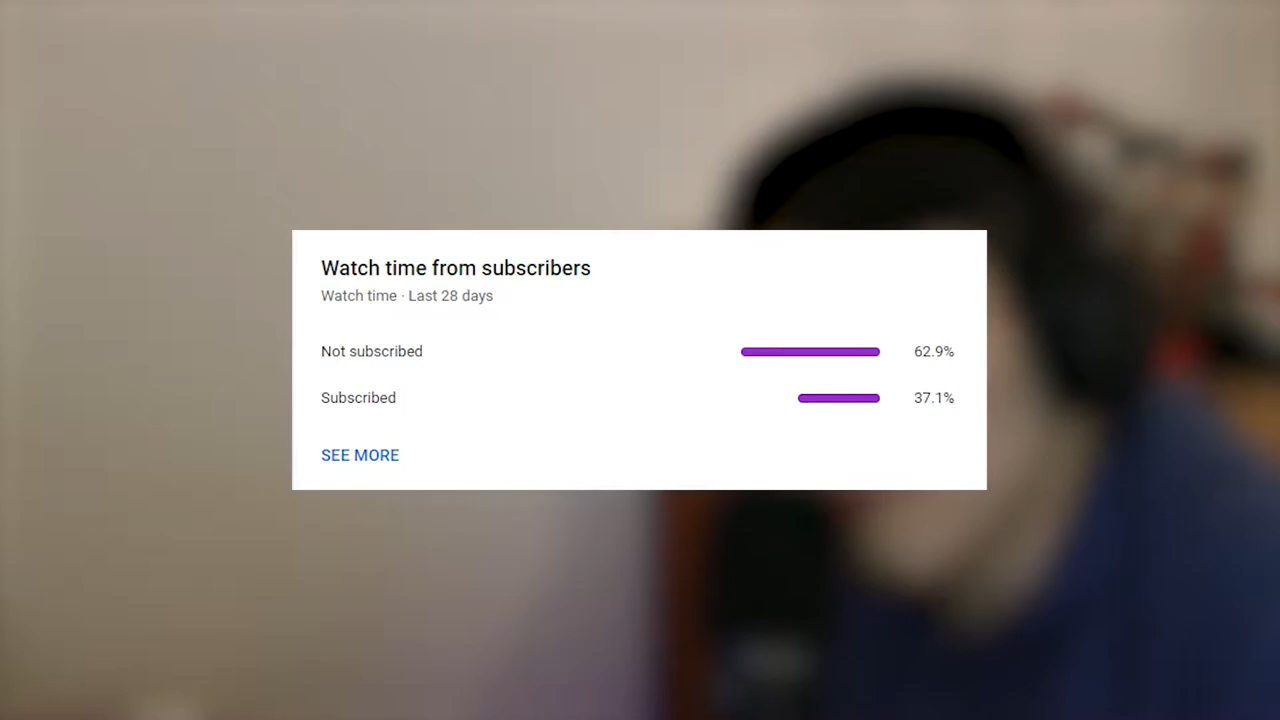 Watch time from subscribers
Watch time · Last 28 days
Not subscribed 62.9%
Subscribed 37.1%
SEE MORE